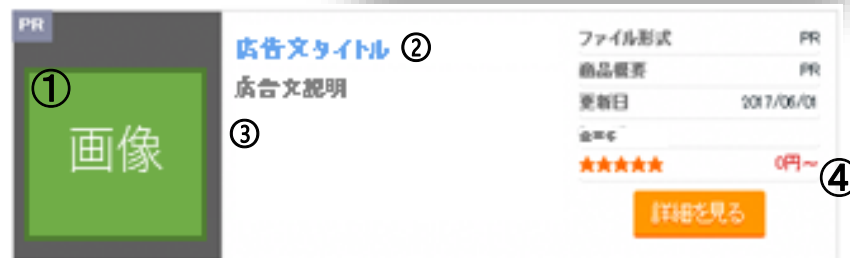 PR
①
画像
広告文タイトル ②
広告文説明
③
ファイル形式 PR
商品概要 PR
更新日 2017/06/01
★★★★★ 0円～
④
詳細を見る